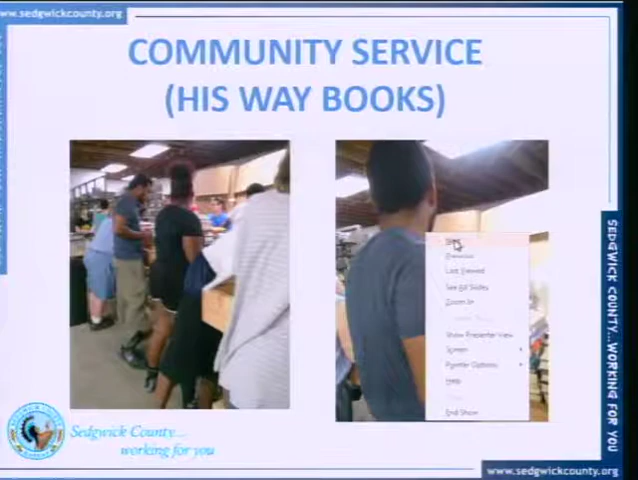 www.sedgwickcounty.org
COMMUNITY SERVICE
(HIS WAY BOOKS)
Next
Previous
Last Viewed
See All Slides
Zoom In
Show Presenter View
Screen
Pointer Options
Help
End Show
Sedgwick County...
working for you
SEDGWICK COUNTY...WORKING FOR YOU
www.sedgwickcounty.org